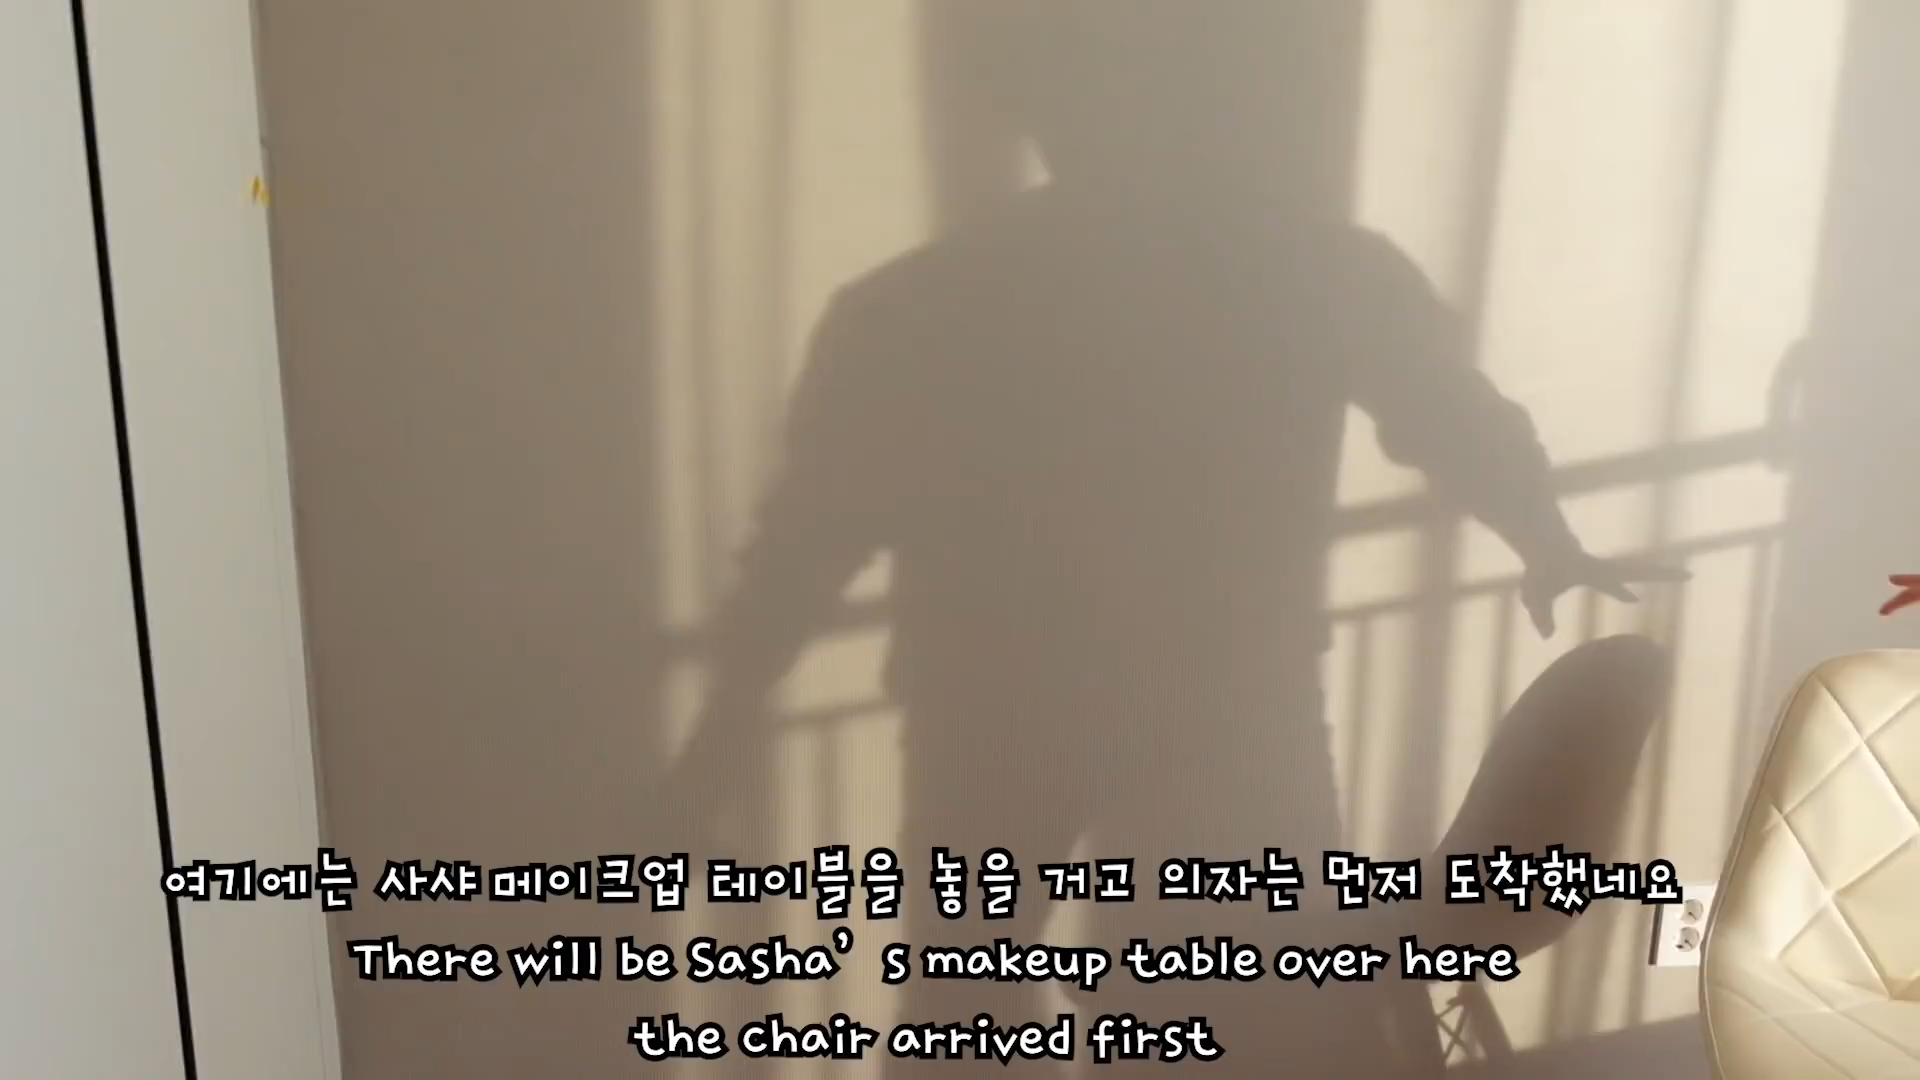 여기에는 사샤 메이크업 테이블을 놓을 거고 의자는 먼저 도착했네요
There will be Sasha’s makeup table over here
the chair arrived first